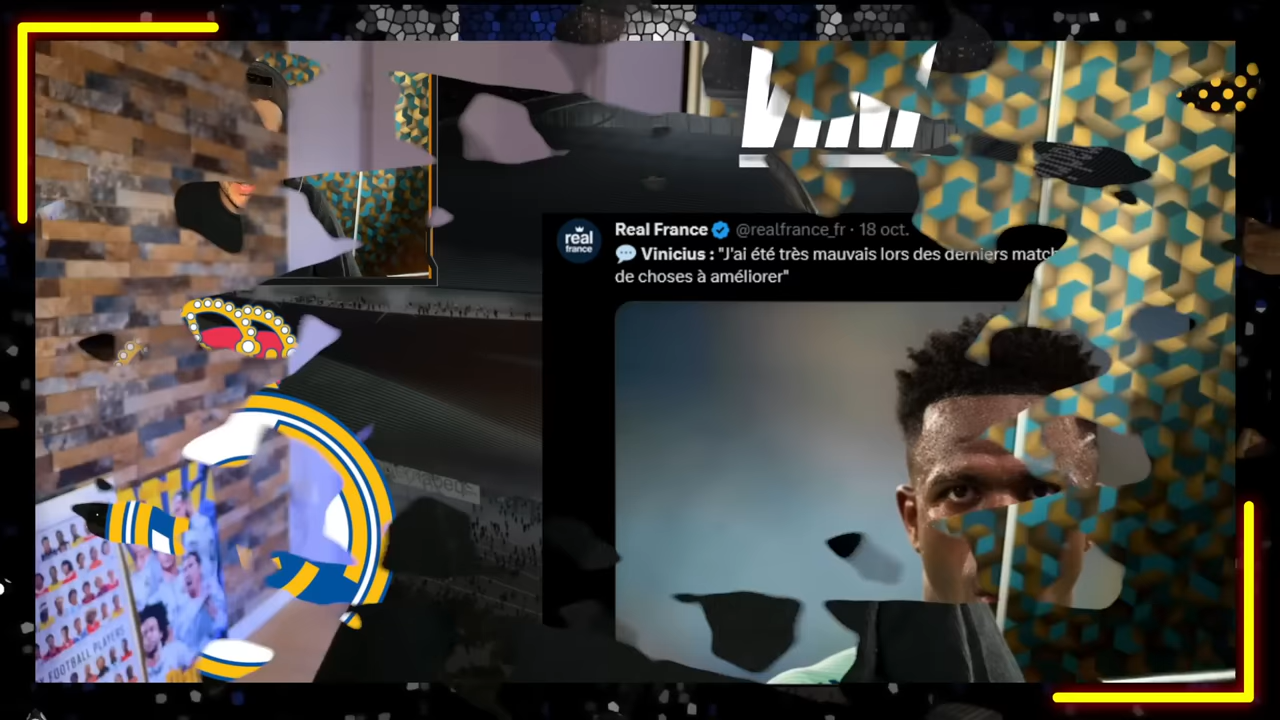 VINI
Real France @realfrance_fr · 18 oct.
💬 Vinicius : "J'ai été très mauvais lors des derniers match
de choses à améliorer"
real
france
FOOTBALL PLAYERS